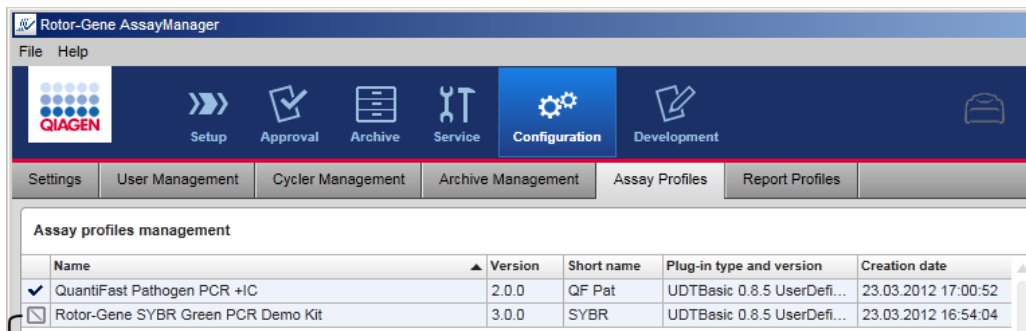 Rotor-Gene AssayManager
File Help
QIAGEN
Setup Approval Archive Service Configuration Development
Settings User Management Cycler Management Archive Management Assay Profiles Report Profiles
Assay profiles management
Name Version Short name Plug-in type and version Creation date
QuantiFast Pathogen PCR +IC 2.0.0 QF Pat UDTBasic 0.8.5 UserDefi... 23.03.2012 17:00:52
Rotor-Gene SYBR Green PCR Demo Kit 3.0.0 SYBR UDTBasic 0.8.5 UserDefi... 23.03.2012 16:54:04